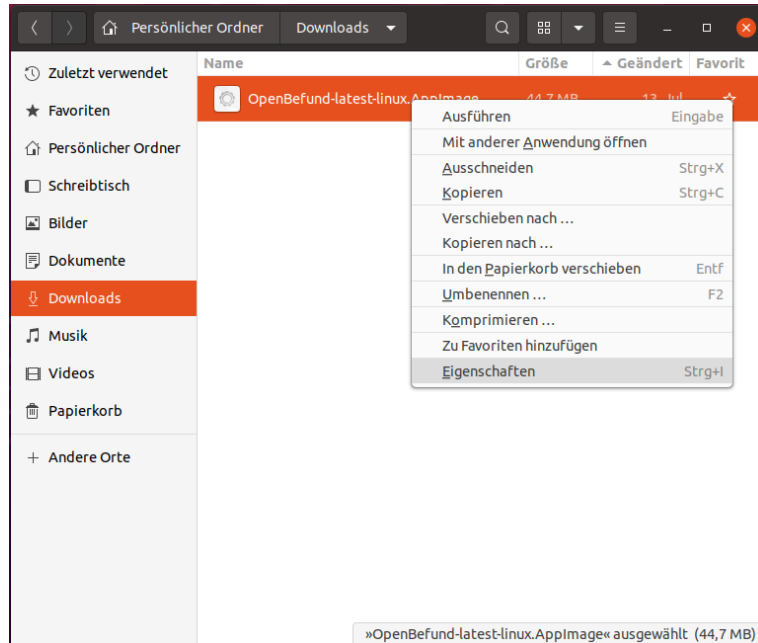 Persönlicher Ordner Downloads
Name Größe Geändert Favorit
Zuletzt verwendet
Favoriten
Persönlicher Ordner
Schreibtisch
Bilder
Dokumente
Downloads
Musik
Videos
Papierkorb
Andere Orte
OpenBefund-latest-linux.AppImage 44,7 MB 13. Jul
Ausführen Eingabe
Mit anderer Anwendung öffnen
Ausschneiden Strg+X
Kopieren Strg+C
Verschieben nach …
Kopieren nach …
In den Papierkorb verschieben Entf
Umbenennen … F2
Komprimieren …
Zu Favoriten hinzufügen
Eigenschaften Strg+I
»OpenBefund-latest-linux.AppImage« ausgewählt (44,7 MB)